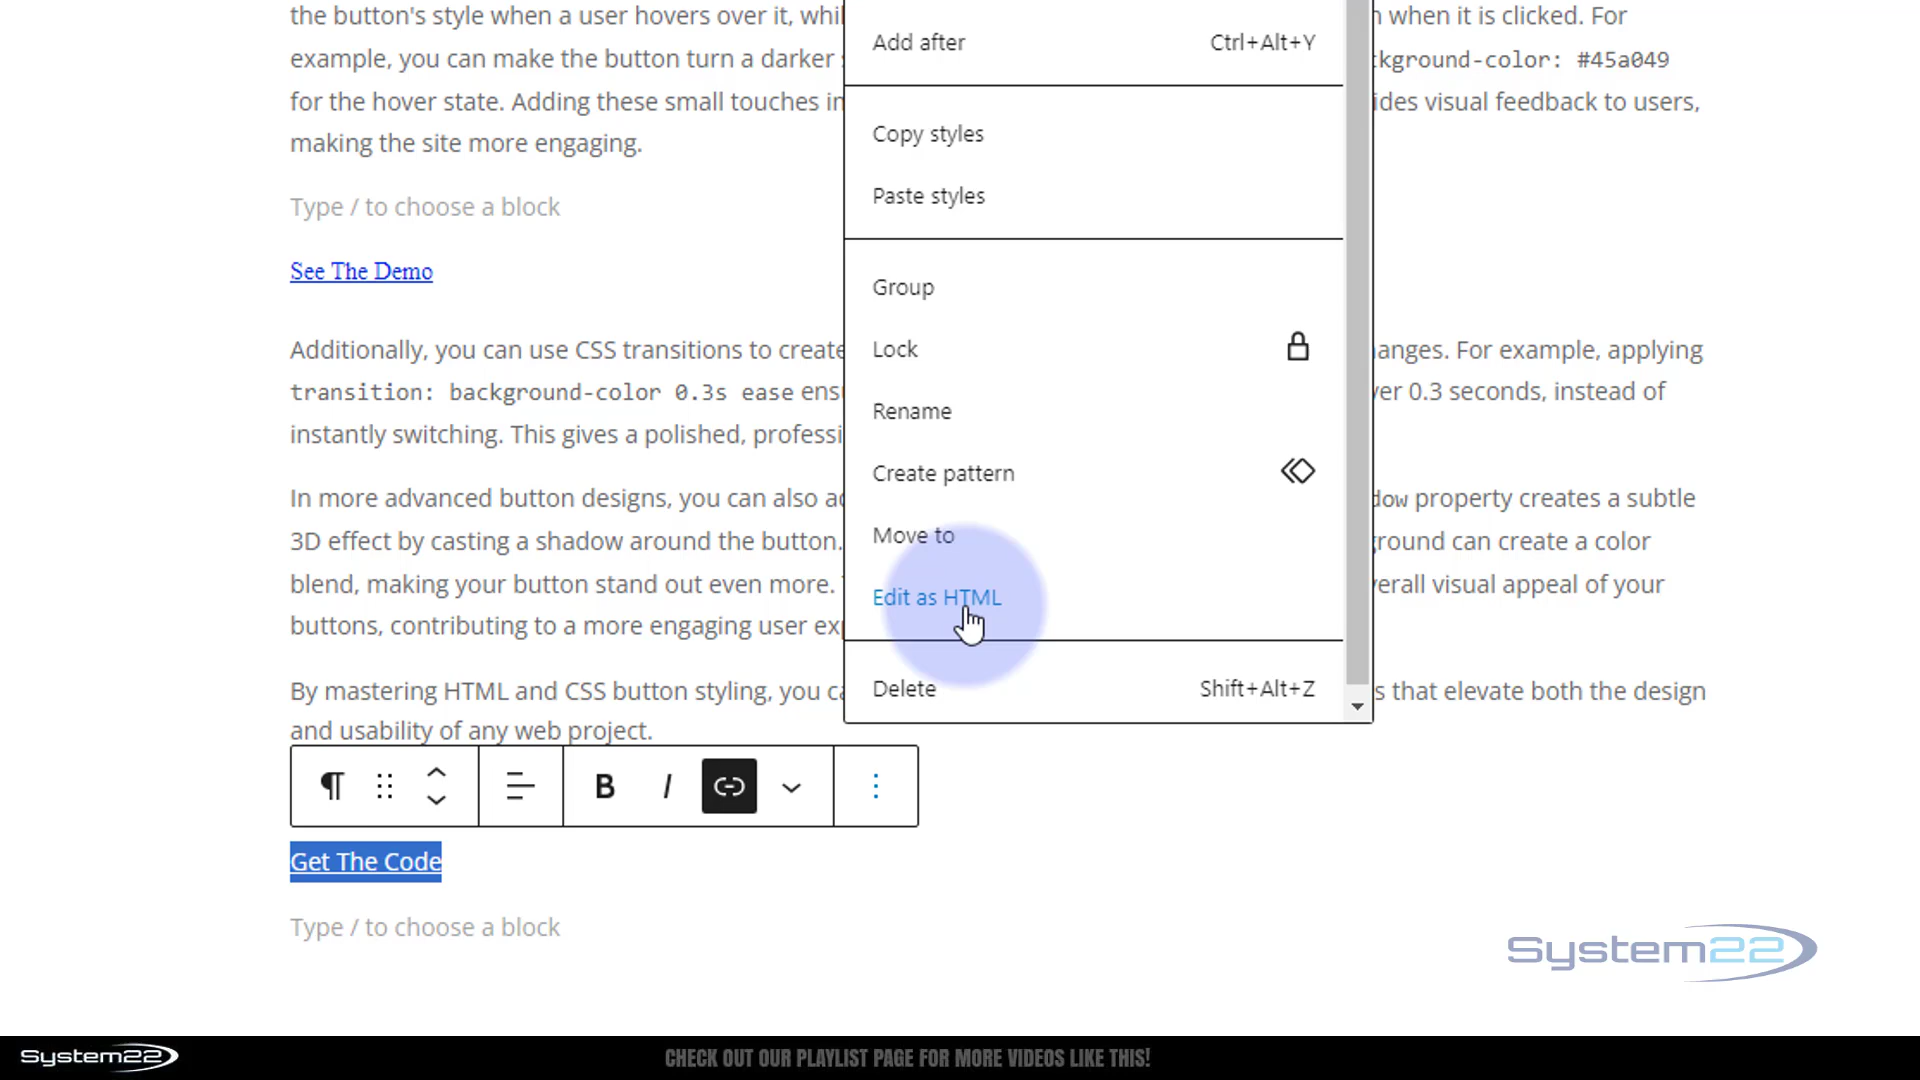 the button's style when a user hovers over it, whil
n when it is clicked. For
Add after Ctrl+Alt+Y
example, you can make the button turn a darker
kground-color: #45a049
for the hover state. Adding these small touches in
ides visual feedback to users,
making the site more engaging.
Copy styles
Paste styles
Type / to choose a block
See The Demo
Group
Lock
Additionally, you can use CSS transitions to create
anges. For example, applying
transition: background-color 0.3s ease ensu
ver 0.3 seconds, instead of
Rename
instantly switching. This gives a polished, professi
Create pattern
In more advanced button designs, you can also ad
dow property creates a subtle
Move to
3D effect by casting a shadow around the button.
ground can create a color
blend, making your button stand out even more.
verall visual appeal of your
Edit as HTML
buttons, contributing to a more engaging user exp
Delete Shift+Alt+Z
By mastering HTML and CSS button styling, you ca
s that elevate both the design
and usability of any web project.
B I
Get The Code
Type / to choose a block
System22
System22
CHECK OUT OUR PLAYLIST PAGE FOR MORE VIDEOS LIKE THIS!